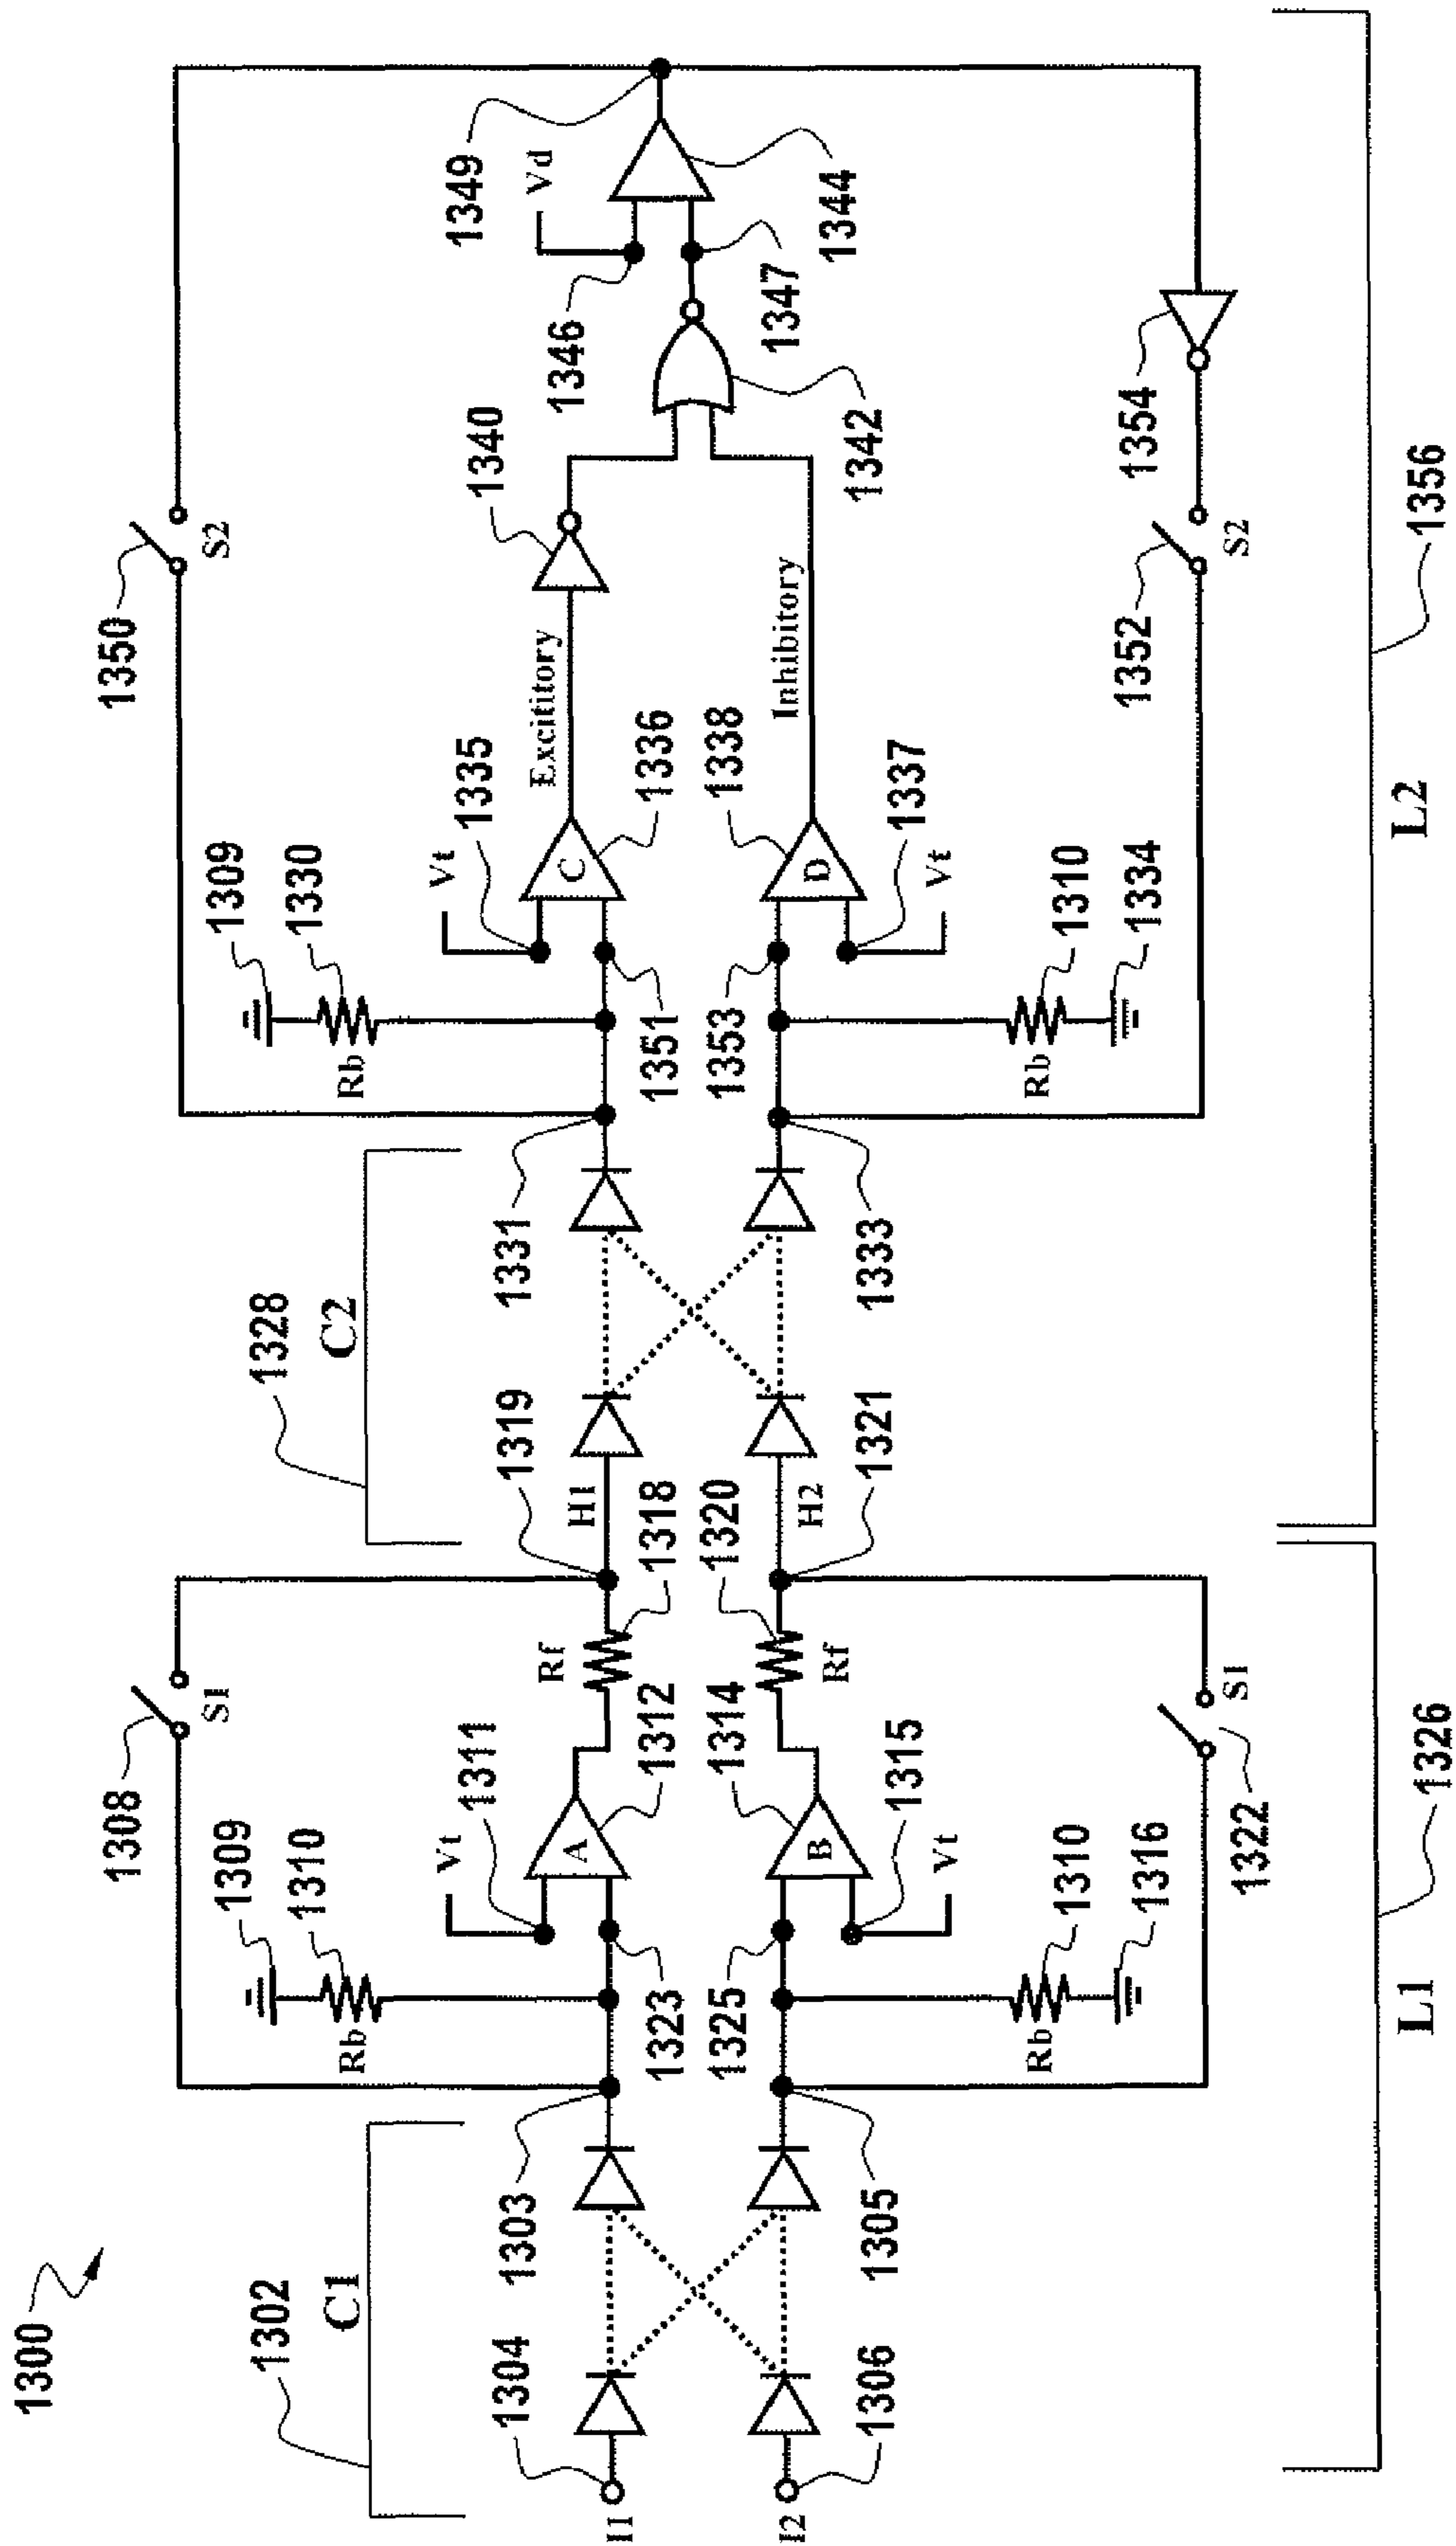 1300
1302
C1
1304
I1
I2
1306
1303
1305
1308
S1
1309
1310
Rb
Vt
1311
A
1312
1323
1325
B
1314
1315
Vt
Rb
1310
1316
1322
S1
Rf
1318
1320
Rf
1319
H1
H2
1321
1326
L1
1328
C2
1331
1333
1350
S2
1309
1330
Rb
Vt
1335
C
1336
1351
1353
D
1338
1337
Vt
Rb
1310
1334
Excititory
Inhibitory
1340
1342
1346
1347
Vd
1349
1344
1354
1352
S2
1356
L2